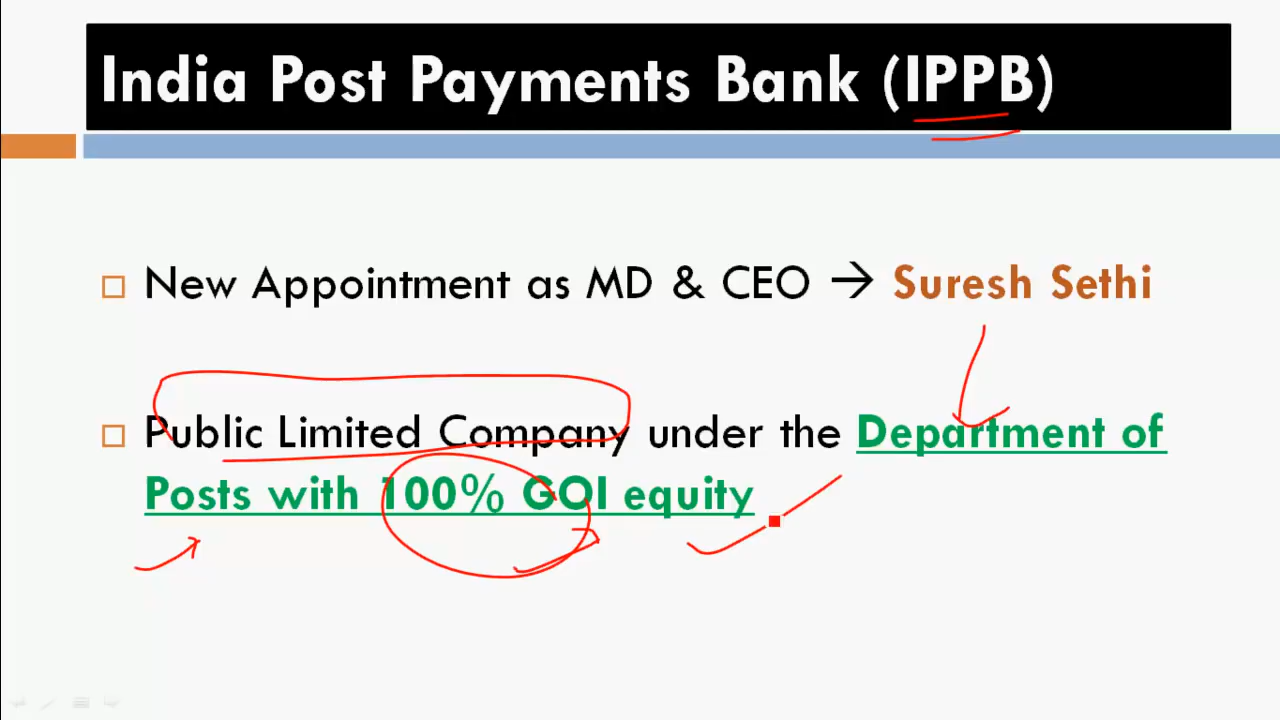 India Post Payments Bank (IPPB)
New Appointment as MD & CEO → Suresh Sethi
Public Limited Company under the Department of
Posts with 100% GOI equity